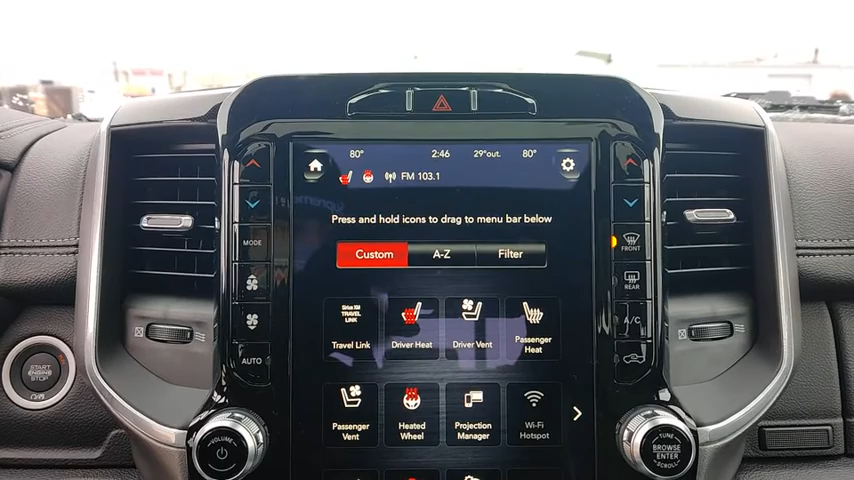 80° 2:46 29°out. 80°
FM 103.1
Press and hold icons to drag to menu bar below
Custom A-Z Filter
SiriusXM
TRAVEL
LINK
Travel Link Driver Heat Driver Vent Passenger
Heat
Passenger
Vent Heated
Wheel Projection
Manager Wi-Fi
Hotspot
MODE
AUTO
FRONT
REAR
A/C
START
ENGINE
STOP
VOLUME
TUNE
BROWSE
ENTER
SCROLL